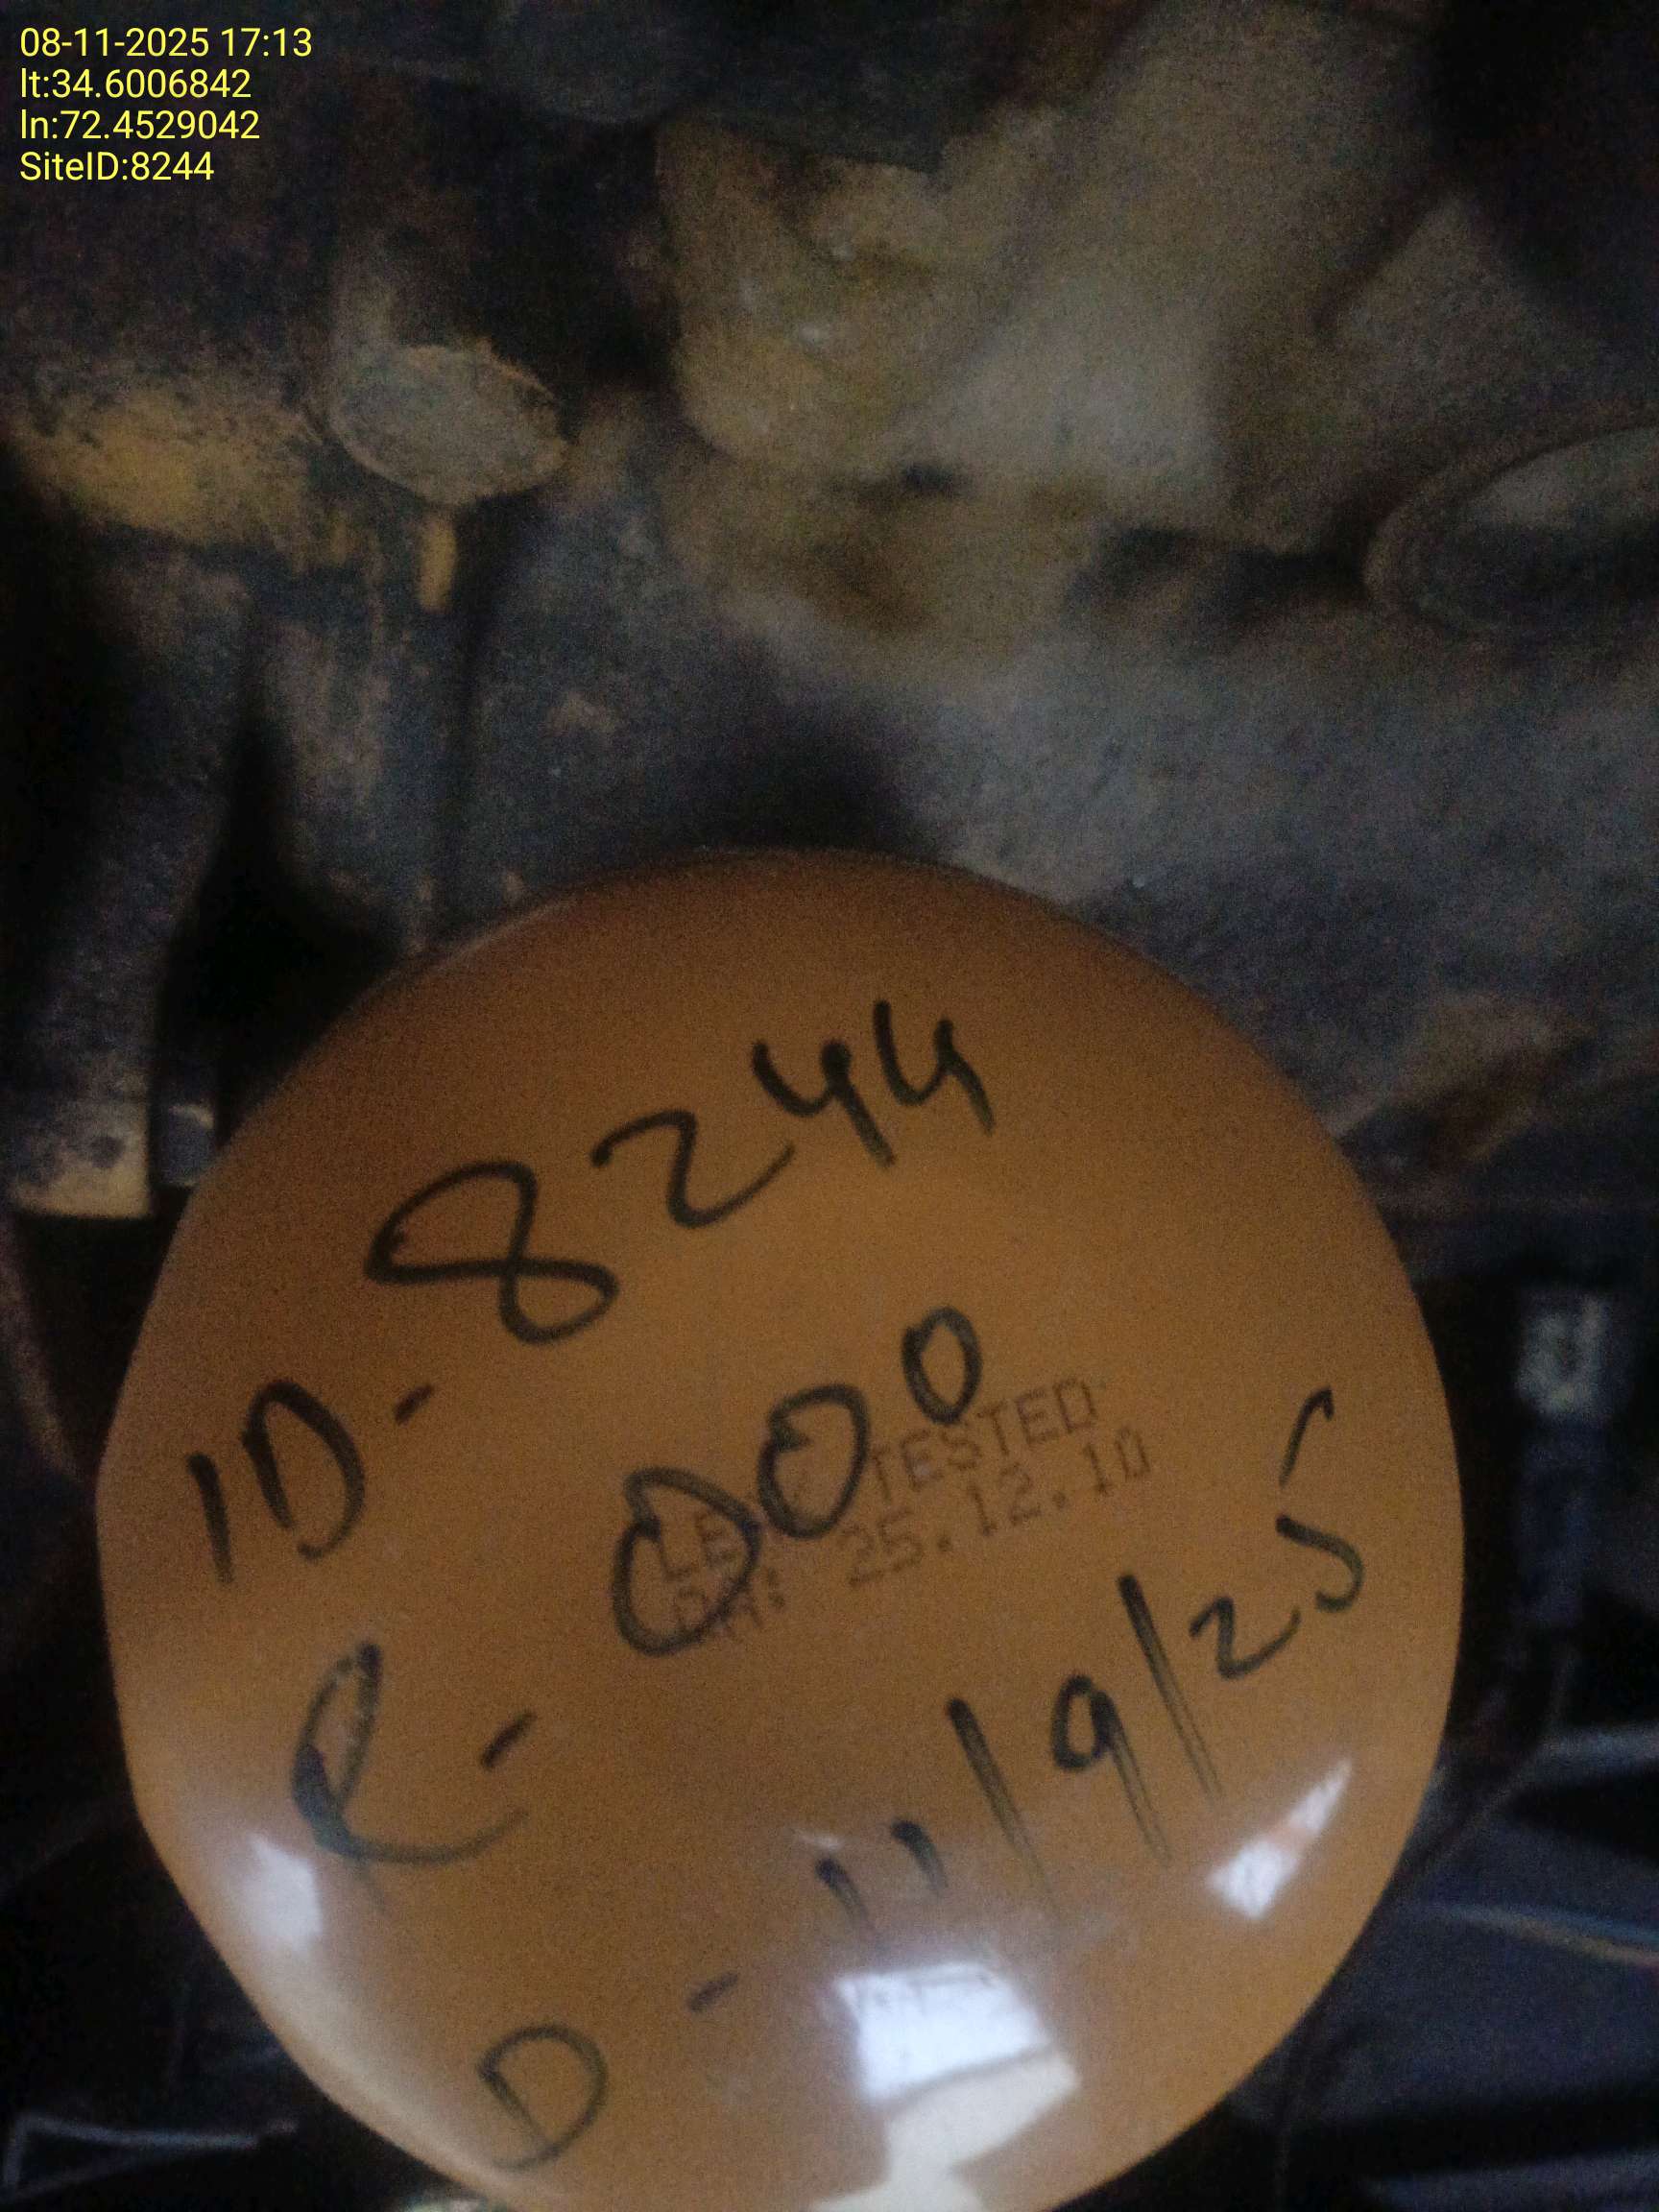 08-11-2025 17:13
lt:34.6006842
ln:72.4529042
SiteID:8244
ID- 8244
R- 000
TESTED
25.12.10
D - 11/9/25